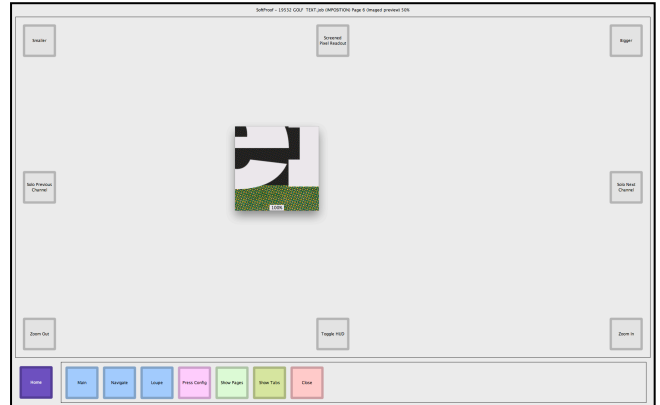 SoftProof - 19532 GOLF TEXT.job (IMPOSITION) Page 8 (Imaged preview) 50%
Smaller
Screened
Pixel Readout
Bigger
100%
Solo Previous
Channel
Solo Next
Channel
Zoom Out
Toggle HUD
Zoom In
Home
Main
Navigate
Loupe
Press Config
Show Pages
Show Tabs
Close